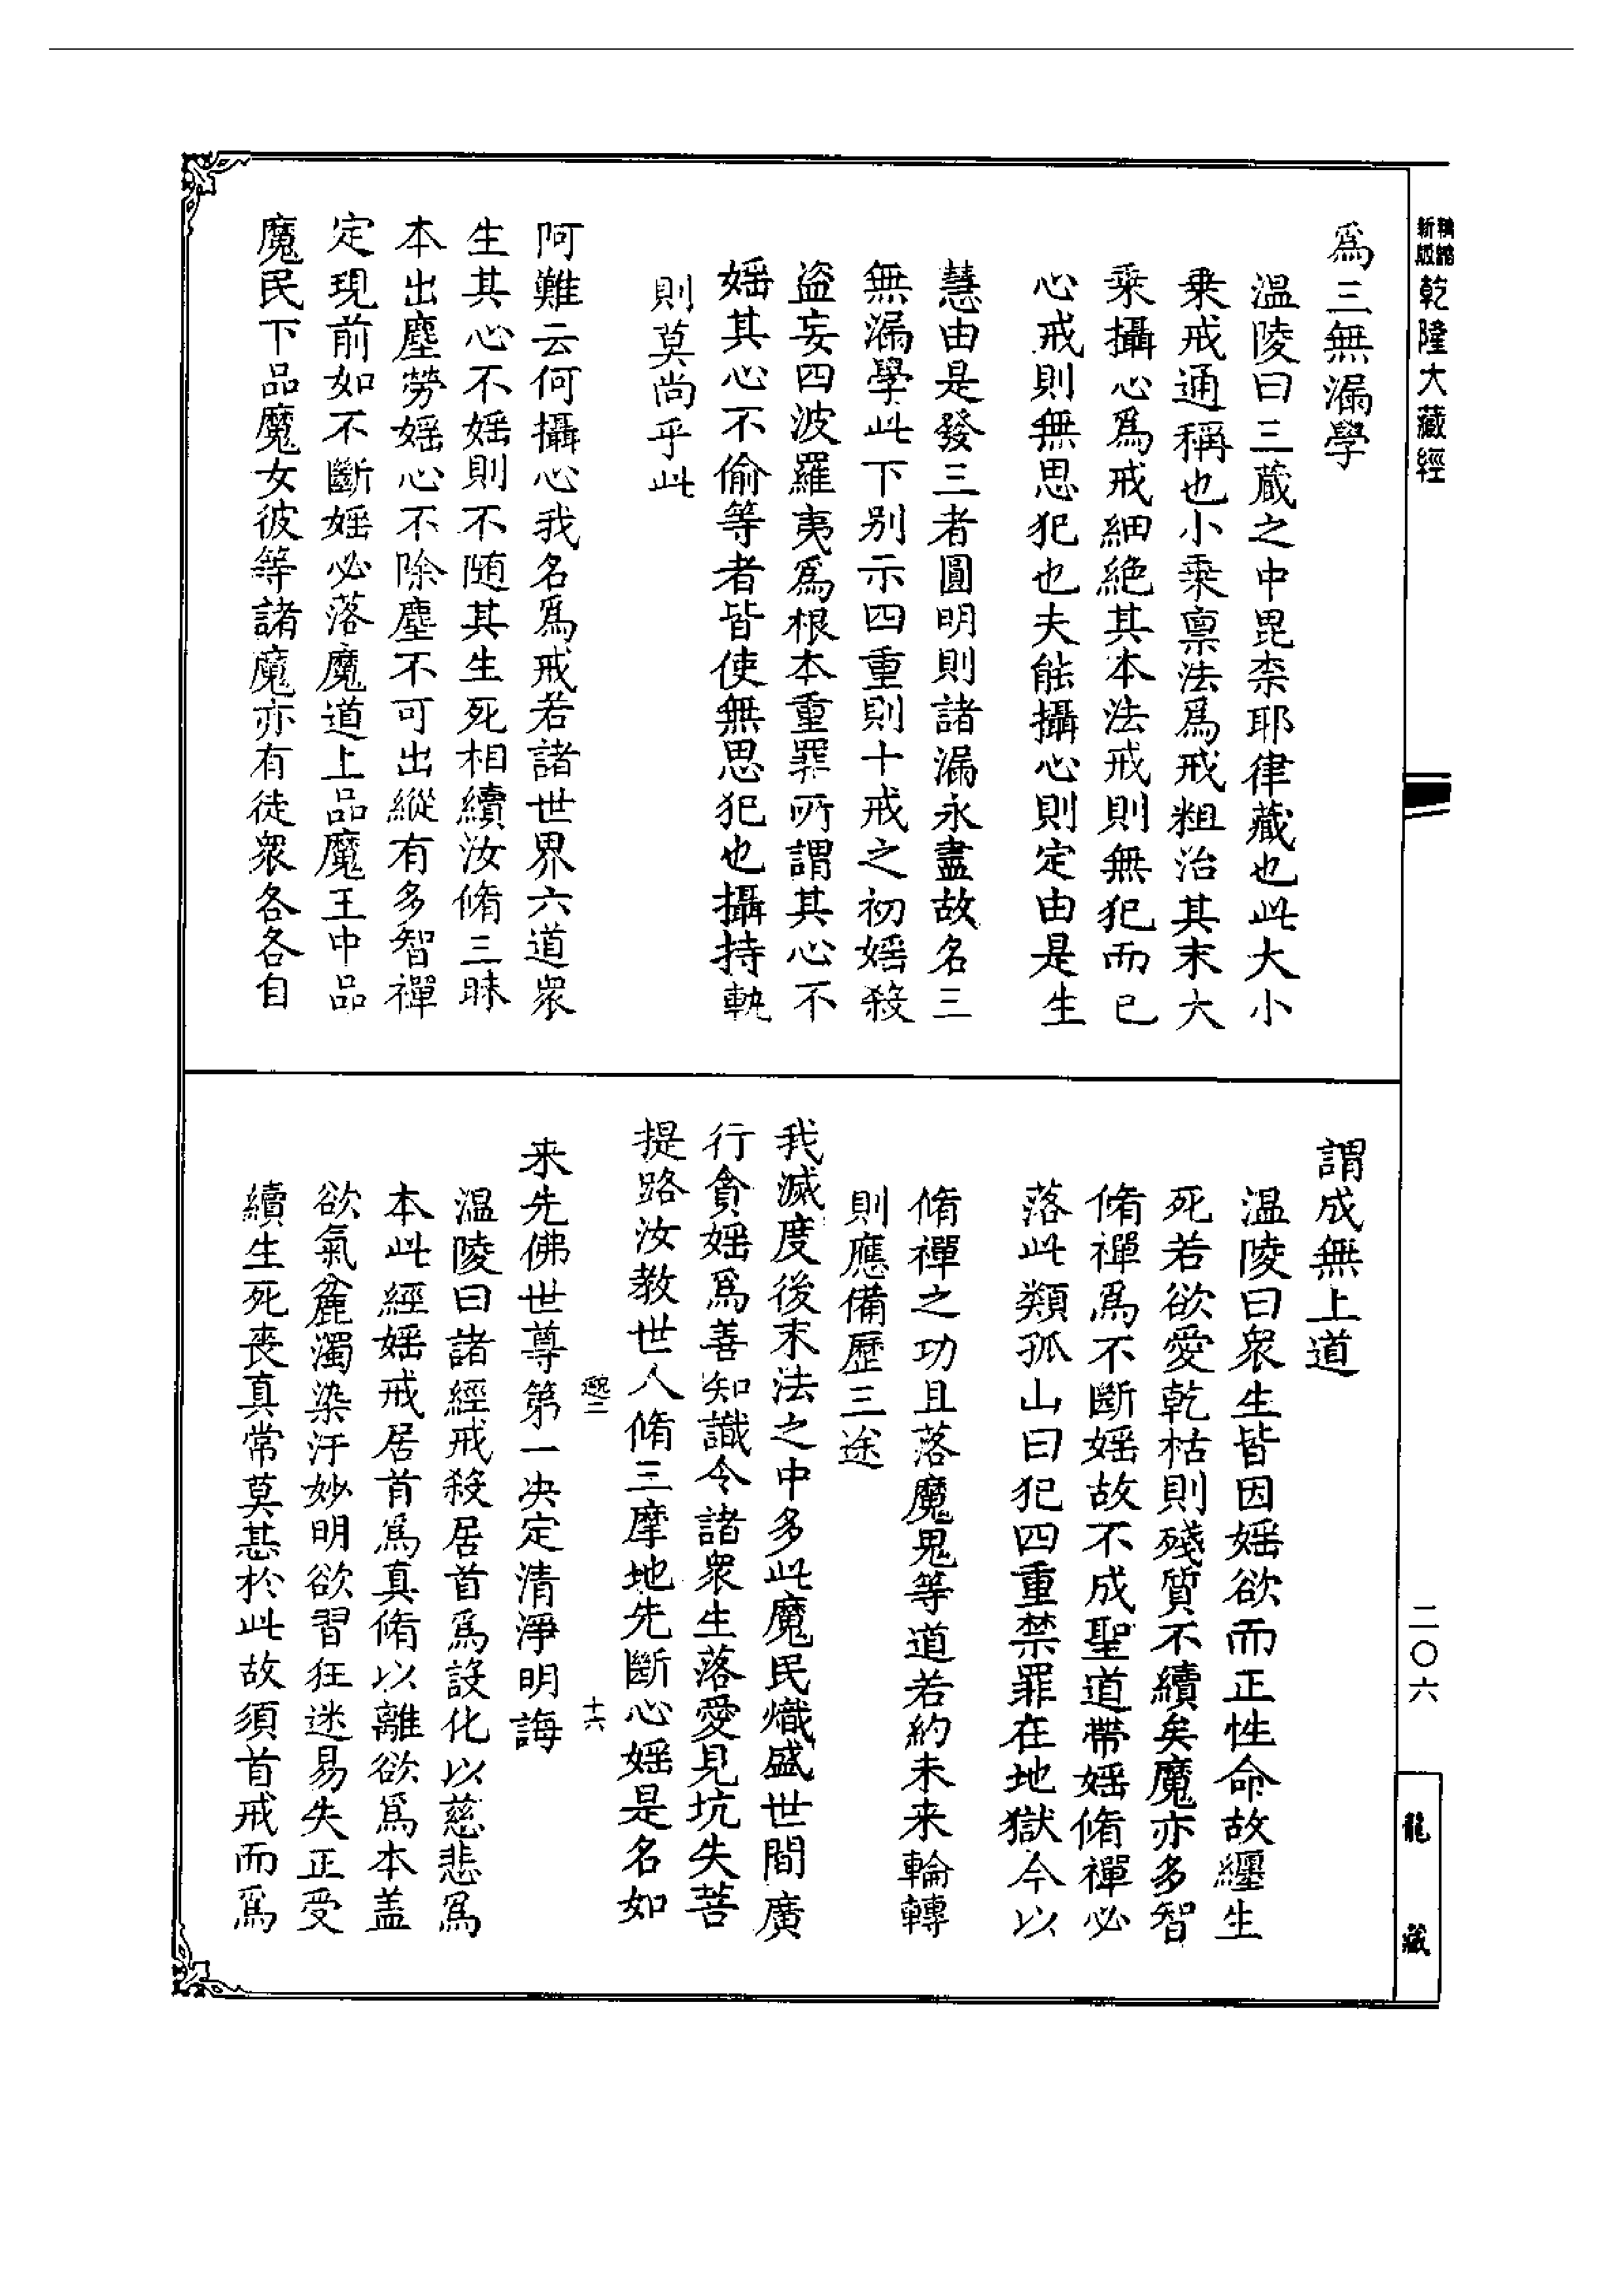 新版 精譯
乾隆大藏經
為三無漏學
溫陵曰三藏之中毘柰耶律藏也此大小
乗戒通稱也小乗禀法爲戒粗治其末大
乗攝心爲戒細絶其本法戒則無犯而已
心戒則無思犯也夫能攝心則定由是生
慧由是發三者圓明則諸漏永盡故名三
無漏學此下别示四重則十戒之初婬殺
盗妄四波羅夷爲根本重罪所謂其心不
婬其心不偷等者皆使無思犯也攝持軌
則莫尚乎此
阿難云何攝心我名爲戒若諸世界六道衆
生其心不婬則不随其生死相續汝脩三昧
本出塵勞婬心不除塵不可出縱有多智禪
定現前如不斷婬必落魔道上品魔王中品
魔民下品魔女彼等諸魔亦有徒衆各各自
謂成無上道
温陵曰衆生皆因婬欲而正性命故纒生
死若欲愛乾枯則殘質不續矣魔亦多智
脩禪爲不斷婬故不成聖道帶婬脩禪必
落此類孤山曰犯四重禁罪在地獄今以
脩禪之功且落魔鬼等道若約未来輪轉
則應備歷三途
我滅度後末法之中多此魔民熾盛世間廣
行貪婬爲善知識令諸衆生落愛見坑失菩
提路汝教世人脩三摩地先斷心婬是名如
来先佛世尊第一决定清淨明誨
十六
温陵曰諸經戒殺居首爲設化以慈悲爲
本此經婬戒居首爲真脩以離欲爲本盖
欲氣麄濁染汙妙明欲習狂迷易失正受
續生死丧真常莫甚於此故須首戒而爲
二〇六
龍藏